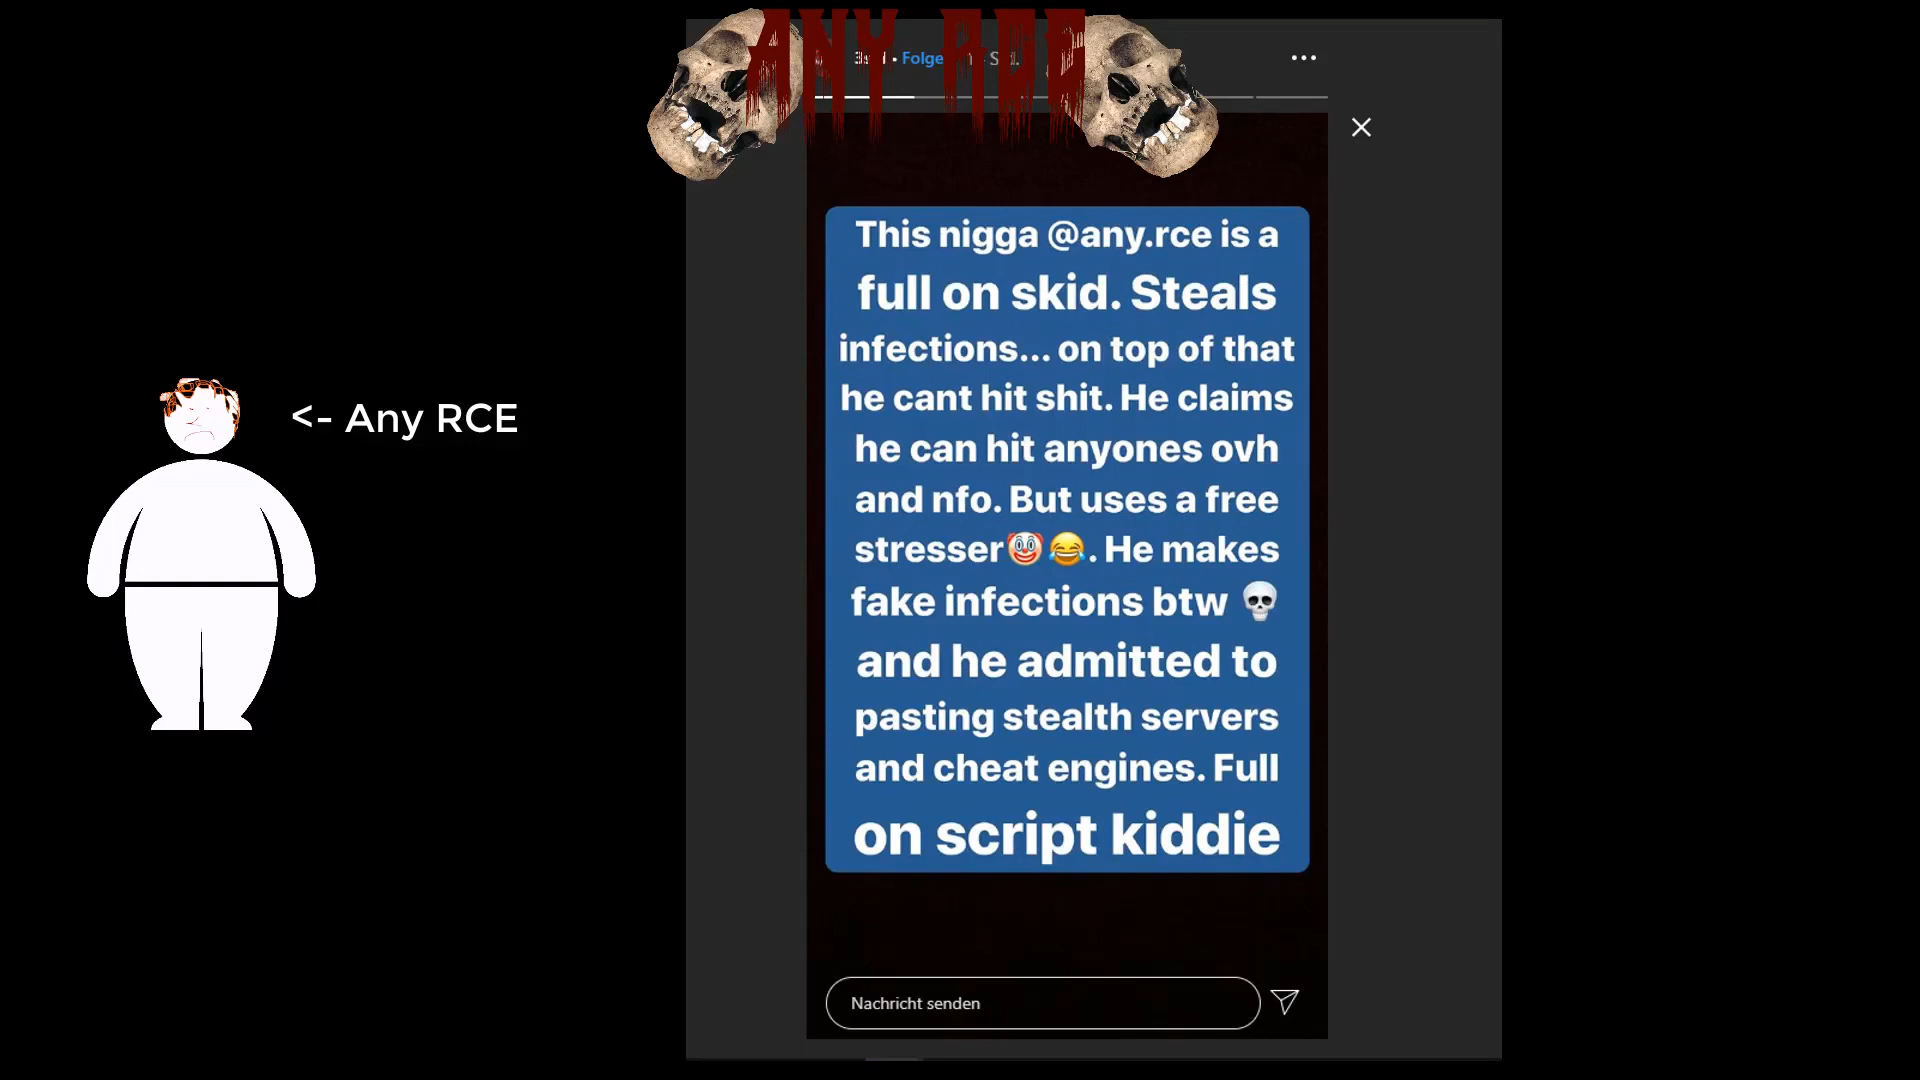 ANY RCE
Folge
<- Any RCE
This nigga @any.rce is a
full on skid. Steals
infections... on top of that
he cant hit shit. He claims
he can hit anyones ovh
and nfo. But uses a free
stresser🤡😂. He makes
fake infections btw 💀
and he admitted to
pasting stealth servers
and cheat engines. Full
on script kiddie
Nachricht senden